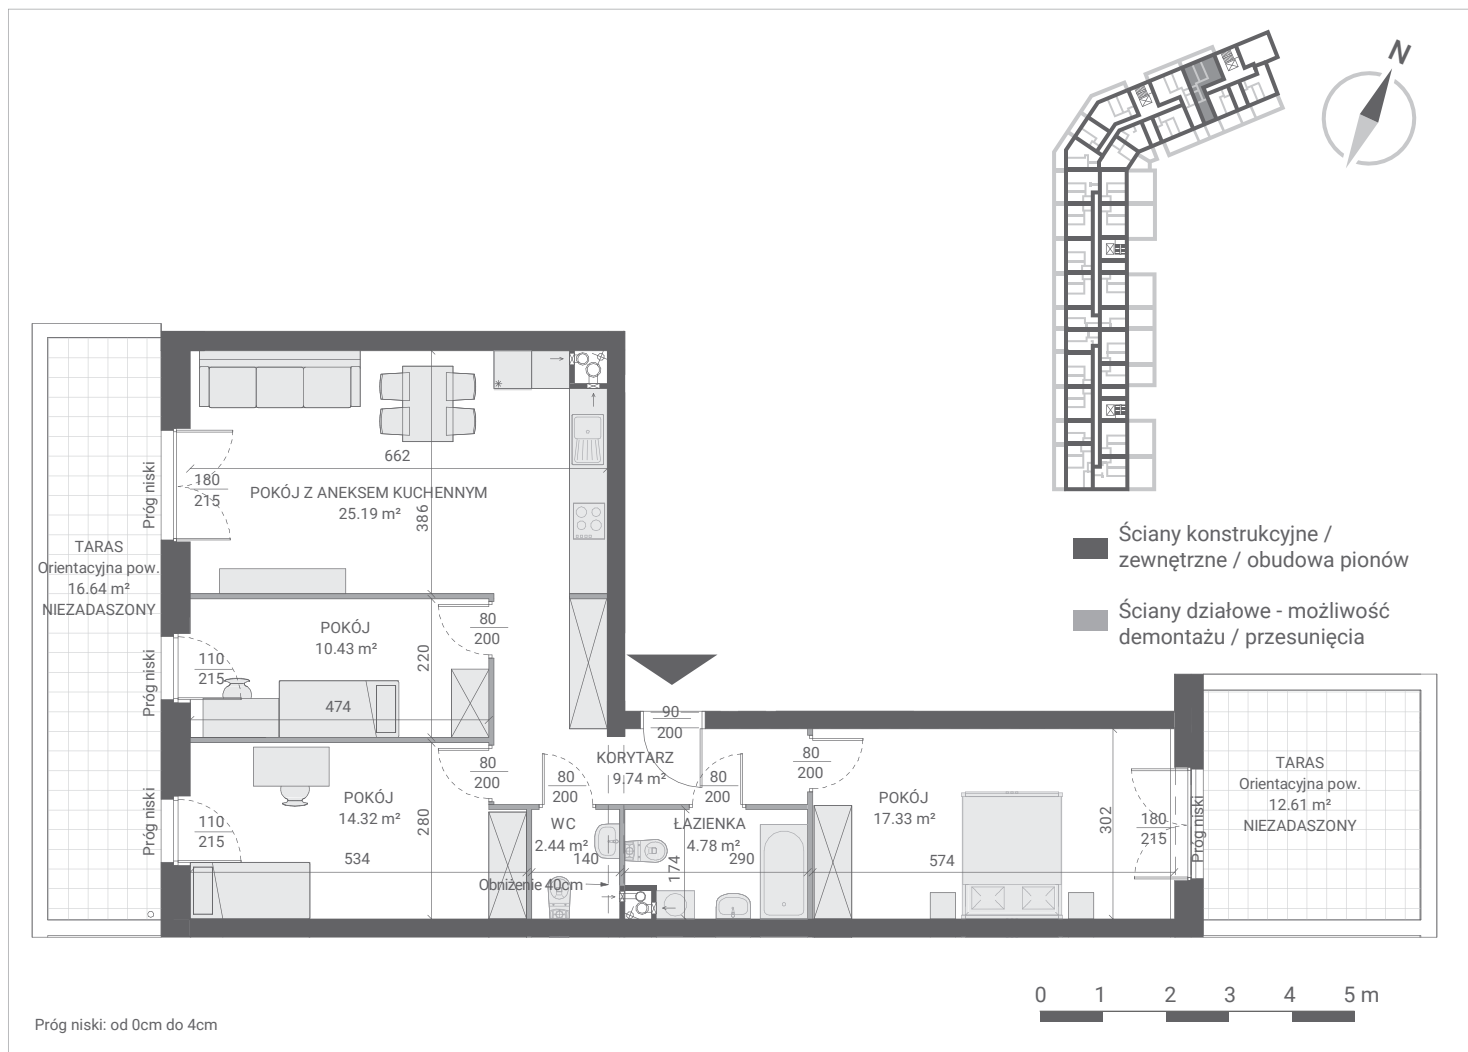 N
Ściany konstrukcyjne /
zewnętrzne / obudowa pionów
Ściany działowe - możliwość
demontażu / przesunięcia
662
180
215
POKÓJ Z ANEKSEM KUCHENNYM
25.19 m²
386
Próg niski
TARAS
Orientacyjna pow.
16.64 m²
NIEZADASZONY
POKÓJ
10.43 m²
80
200
220
110
215
Próg niski
474
90
200
KORYTARZ
9.74 m²
80
200
80
200
80
200
80
200
POKÓJ
14.32 m²
280
110
215
Próg niski
534
WC
2.44 m²
140
Obniżenie 40cm
ŁAZIENKA
4.78 m²
174
290
POKÓJ
17.33 m²
302
574
180
215
Próg niski
TARAS
Orientacyjna pow.
12.61 m²
NIEZADASZONY
0 1 2 3 4 5 m
Próg niski: od 0cm do 4cm